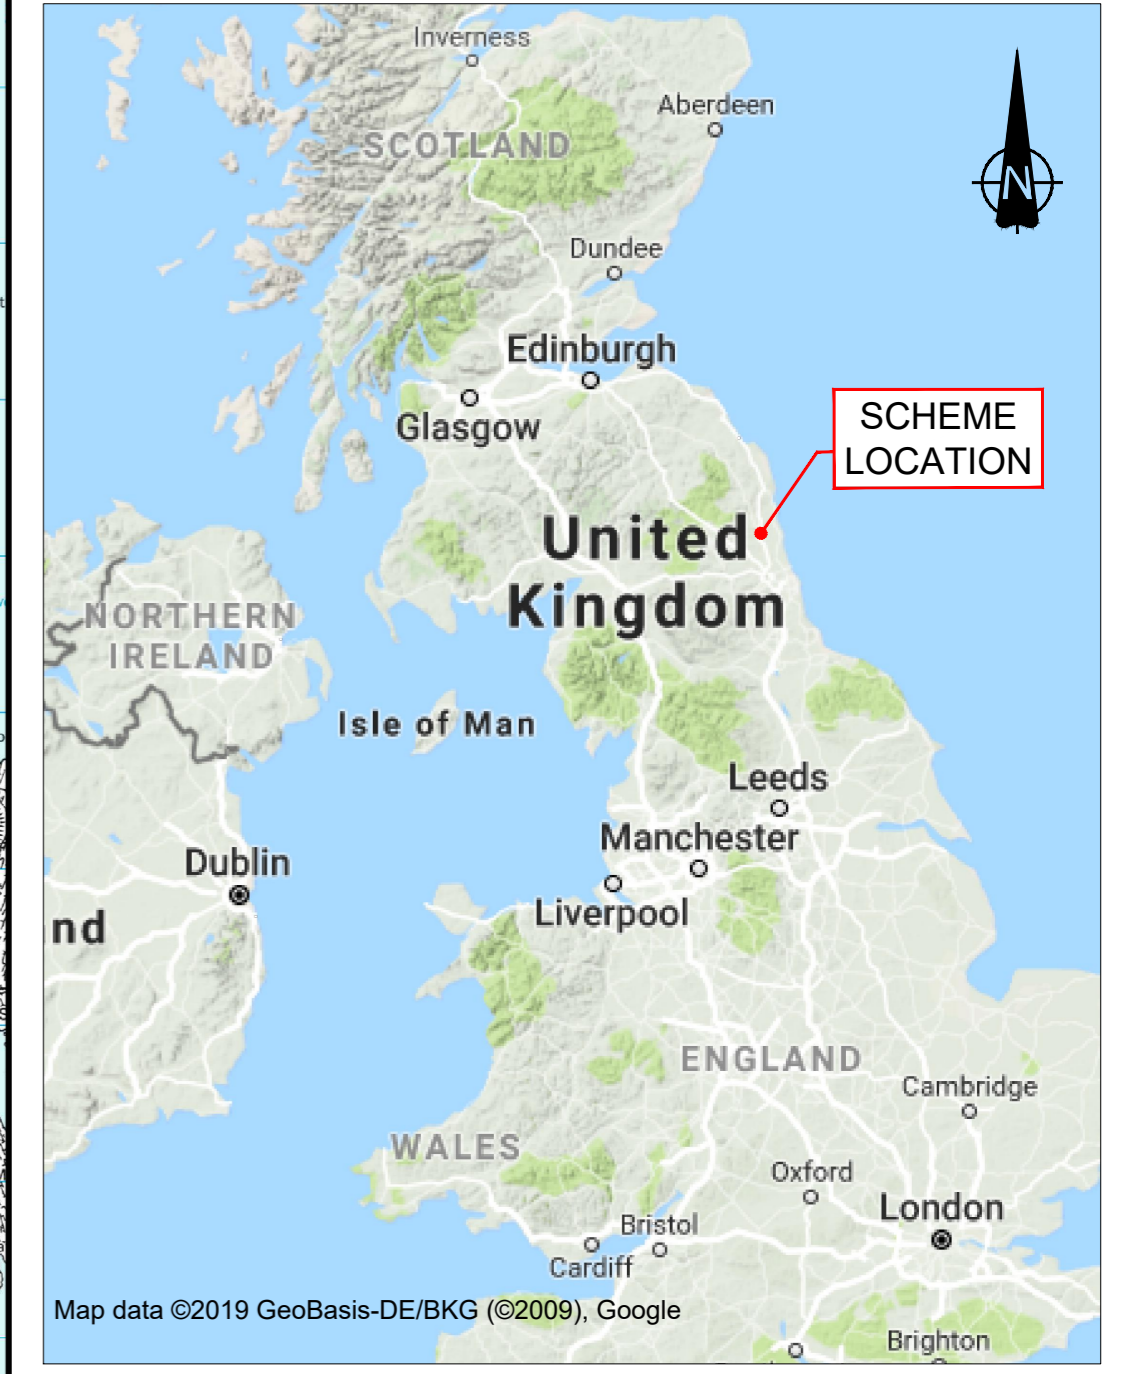 Inverness
Aberdeen
SCOTLAND
N
Dundee
Edinburgh
Glasgow
SCHEME
LOCATION
United
Kingdom
NORTHERN
IRELAND
Isle of Man
Leeds
Manchester
Dublin
Liverpool
nd
ENGLAND
Cambridge
WALES
Oxford
London
Bristol
Cardiff
Map data ©2019 GeoBasis-DE/BKG (©2009), Google
Brighton